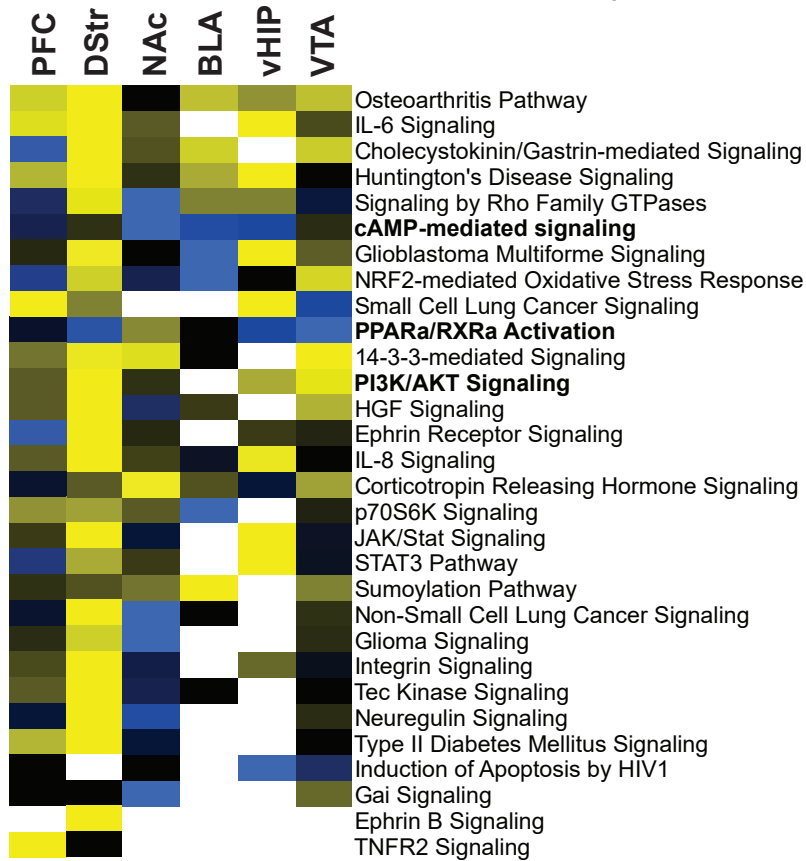 PFC DStr NAc BLA vHIP VTA
Osteoarthritis Pathway
IL-6 Signaling
Cholecystokinin/Gastrin-mediated Signaling
Huntington's Disease Signaling
Signaling by Rho Family GTPases
cAMP-mediated signaling
Glioblastoma Multiforme Signaling
NRF2-mediated Oxidative Stress Response
Small Cell Lung Cancer Signaling
PPARa/RXRa Activation
14-3-3-mediated Signaling
PI3K/AKT Signaling
HGF Signaling
Ephrin Receptor Signaling
IL-8 Signaling
Corticotropin Releasing Hormone Signaling
p70S6K Signaling
JAK/Stat Signaling
STAT3 Pathway
Sumoylation Pathway
Non-Small Cell Lung Cancer Signaling
Glioma Signaling
Integrin Signaling
Tec Kinase Signaling
Neuregulin Signaling
Type II Diabetes Mellitus Signaling
Induction of Apoptosis by HIV1
Gai Signaling
Ephrin B Signaling
TNFR2 Signaling